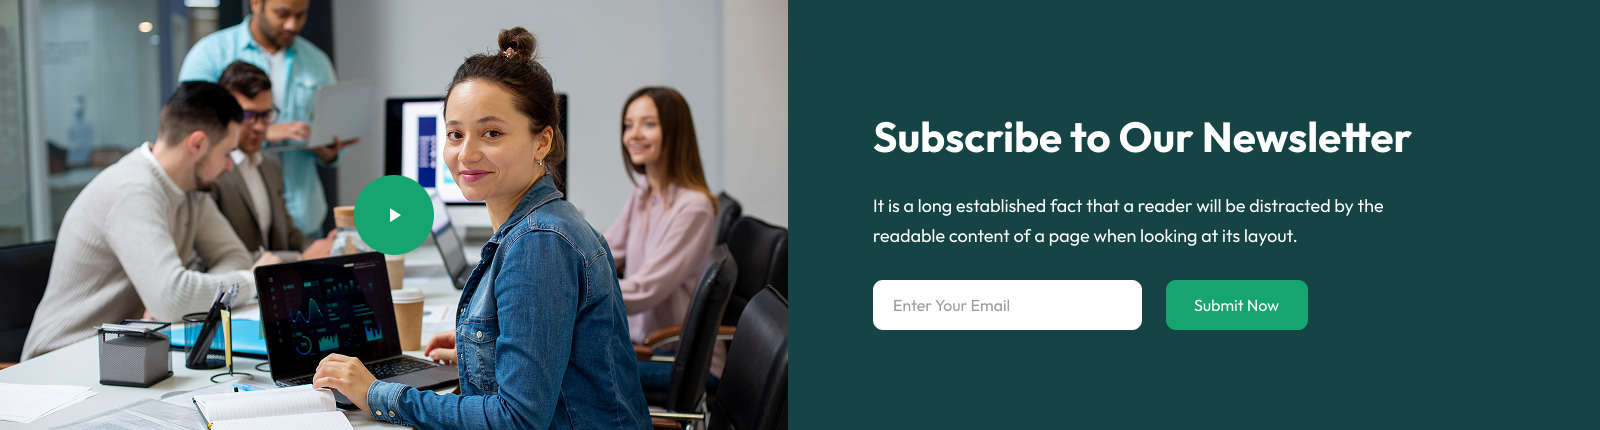 Subscribe to Our Newsletter
It is a long established fact that a reader will be distracted by the
readable content of a page when looking at its layout.
Enter Your Email
Submit Now